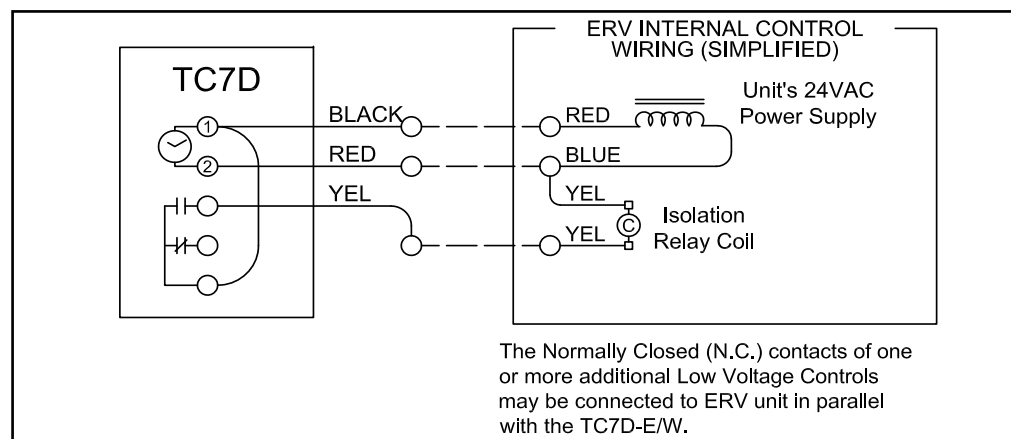 ERV INTERNAL CONTROL
WIRING (SIMPLIFIED)
TC7D
Unit's 24VAC
Power Supply
1
BLACK
RED
2
RED
BLUE
YEL
YEL
C
Isolation
Relay Coil
YEL
The Normally Closed (N.C.) contacts of one
or more additional Low Voltage Controls
may be connected to ERV unit in parallel
with the TC7D-E/W.